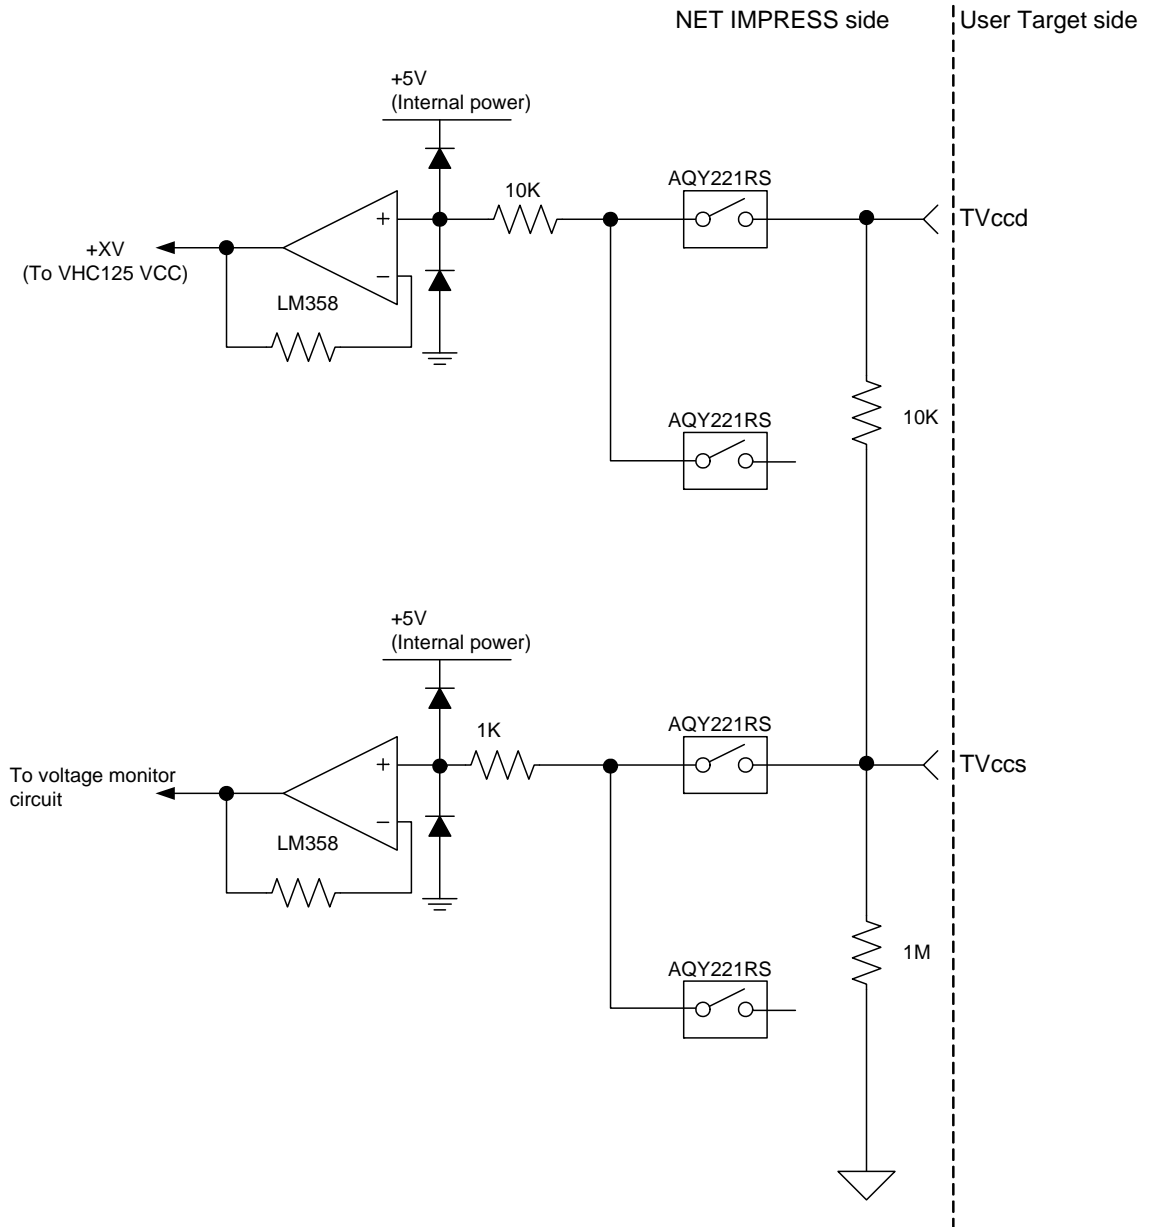 NET IMPRESS side
User Target side
+5V
(Internal power)
AQY221RS
10K
TVccd
+
+XV
(To VHC125 VCC)
−
LM358
AQY221RS
10K
+5V
(Internal power)
AQY221RS
1K
TVccs
+
To voltage monitor
circuit
−
LM358
AQY221RS
1M